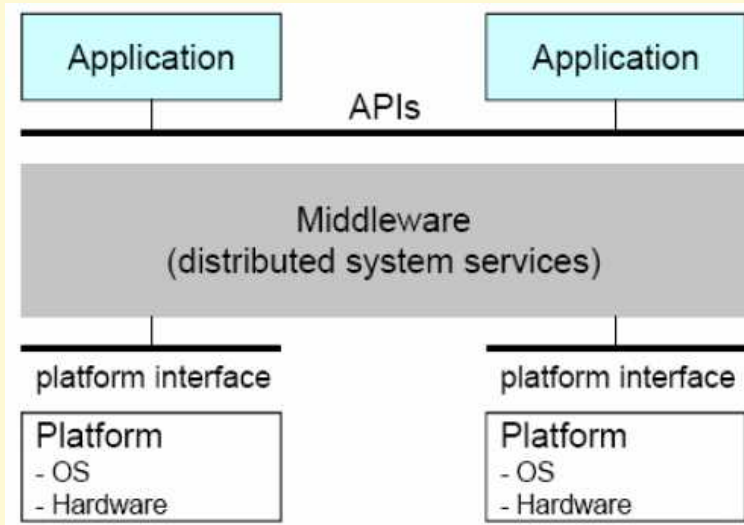 Application
Application
APIs
Middleware
(distributed system services)
platform interface
platform interface
Platform
- OS
- Hardware
Platform
- OS
- Hardware